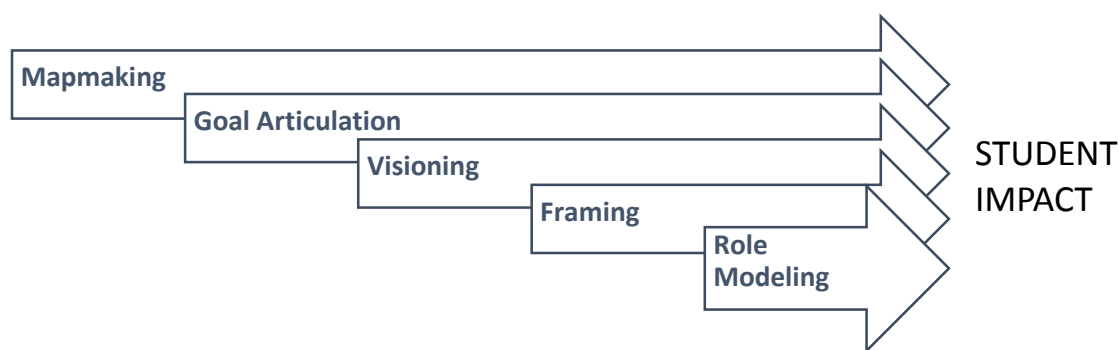 Mapmaking
Goal Articulation
Visioning
Framing
Role
Modeling
STUDENT
IMPACT